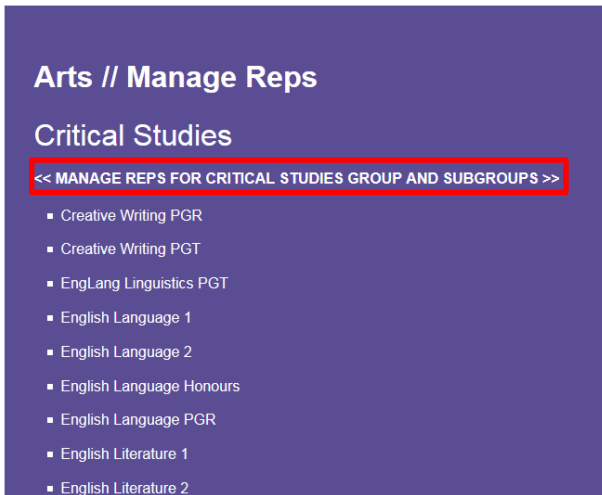 Arts // Manage Reps
Critical Studies
<< MANAGE REPS FOR CRITICAL STUDIES GROUP AND SUBGROUPS >>
Creative Writing PGR
Creative Writing PGT
EngLang Linguistics PGT
English Language 1
English Language 2
English Language Honours
English Language PGR
English Literature 1
English Literature 2